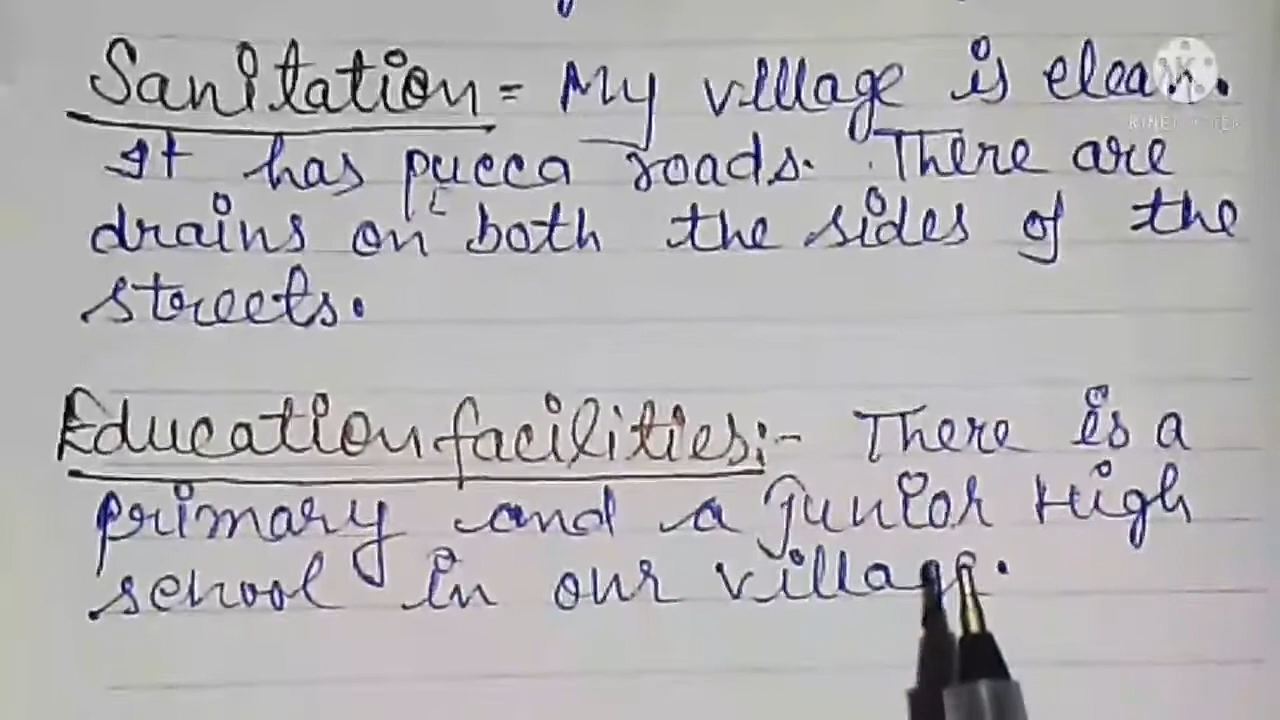 Sanitation = My village is clean.
It has pucca roads. There are
drains on both the sides of the
streets.
Education facilities:- There is a
primary and a Junior High
school in our village.